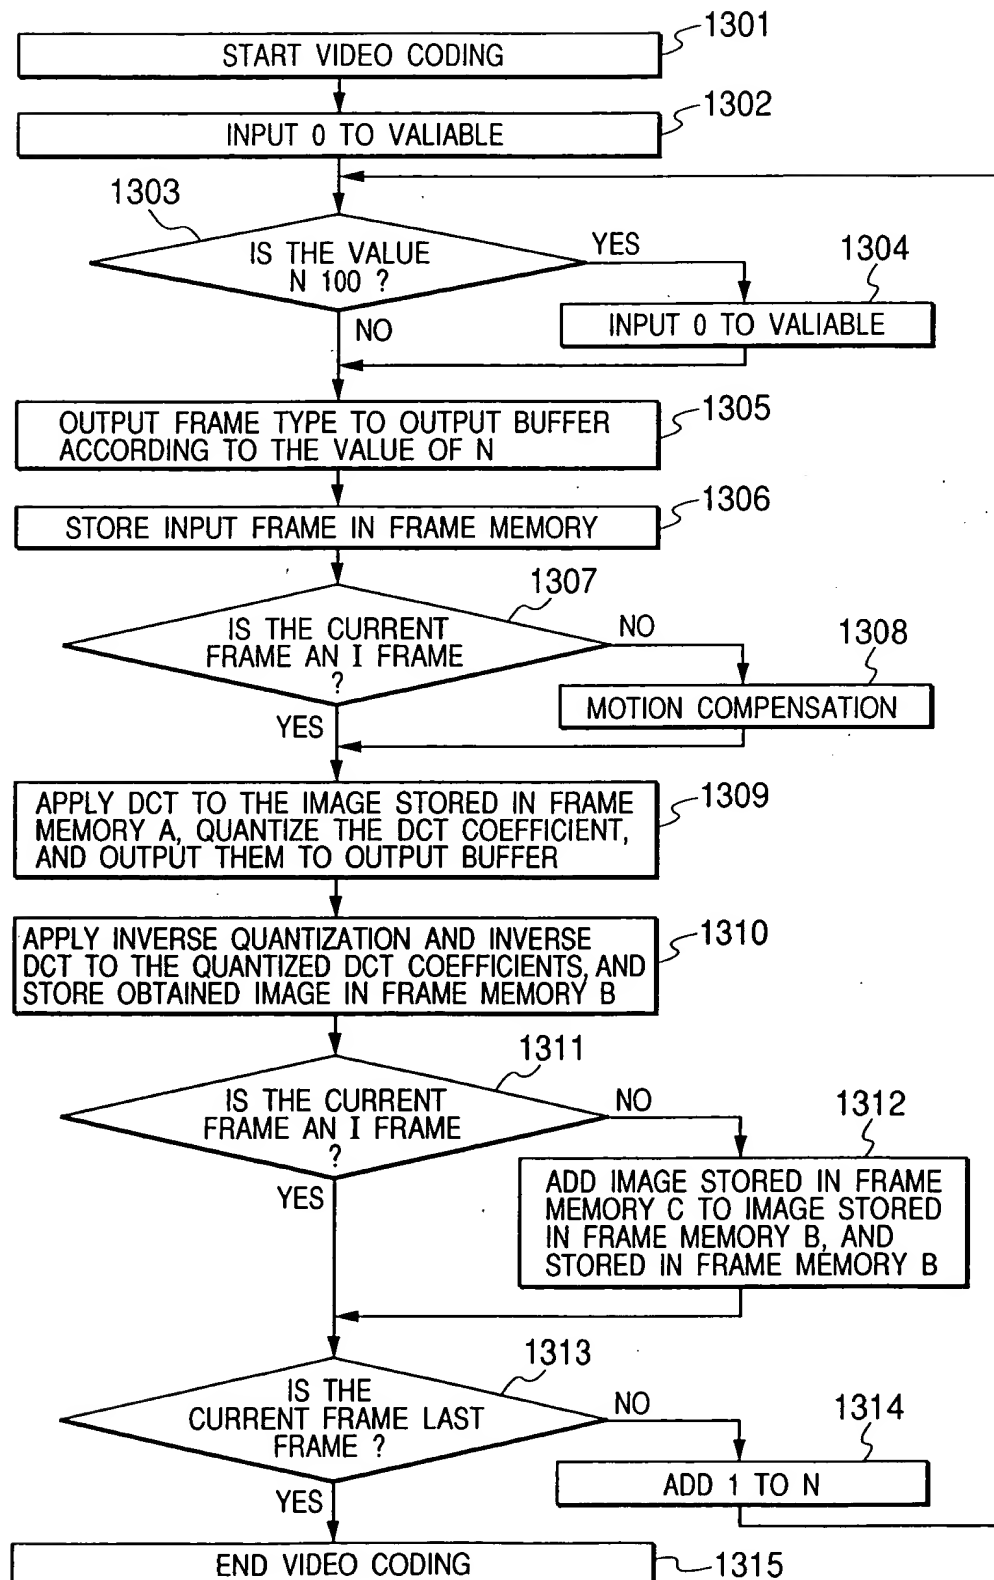 1301
START VIDEO CODING
1302
INPUT 0 TO VALIABLE
1303
IS THE VALUE
N 100 ?
YES
1304
INPUT 0 TO VALIABLE
NO
1305
OUTPUT FRAME TYPE TO OUTPUT BUFFER
ACCORDING TO THE VALUE OF N
1306
STORE INPUT FRAME IN FRAME MEMORY
1307
IS THE CURRENT
FRAME AN I FRAME
?
NO
1308
MOTION COMPENSATION
YES
1309
APPLY DCT TO THE IMAGE STORED IN FRAME
MEMORY A, QUANTIZE THE DCT COEFFICIENT,
AND OUTPUT THEM TO OUTPUT BUFFER
1310
APPLY INVERSE QUANTIZATION AND INVERSE
DCT TO THE QUANTIZED DCT COEFFICIENTS, AND
STORE OBTAINED IMAGE IN FRAME MEMORY B
1311
IS THE CURRENT
FRAME AN I FRAME
?
NO
1312
ADD IMAGE STORED IN FRAME
MEMORY C TO IMAGE STORED
IN FRAME MEMORY B, AND
STORED IN FRAME MEMORY B
YES
1313
IS THE
CURRENT FRAME LAST
FRAME ?
NO
1314
ADD 1 TO N
YES
END VIDEO CODING
1315